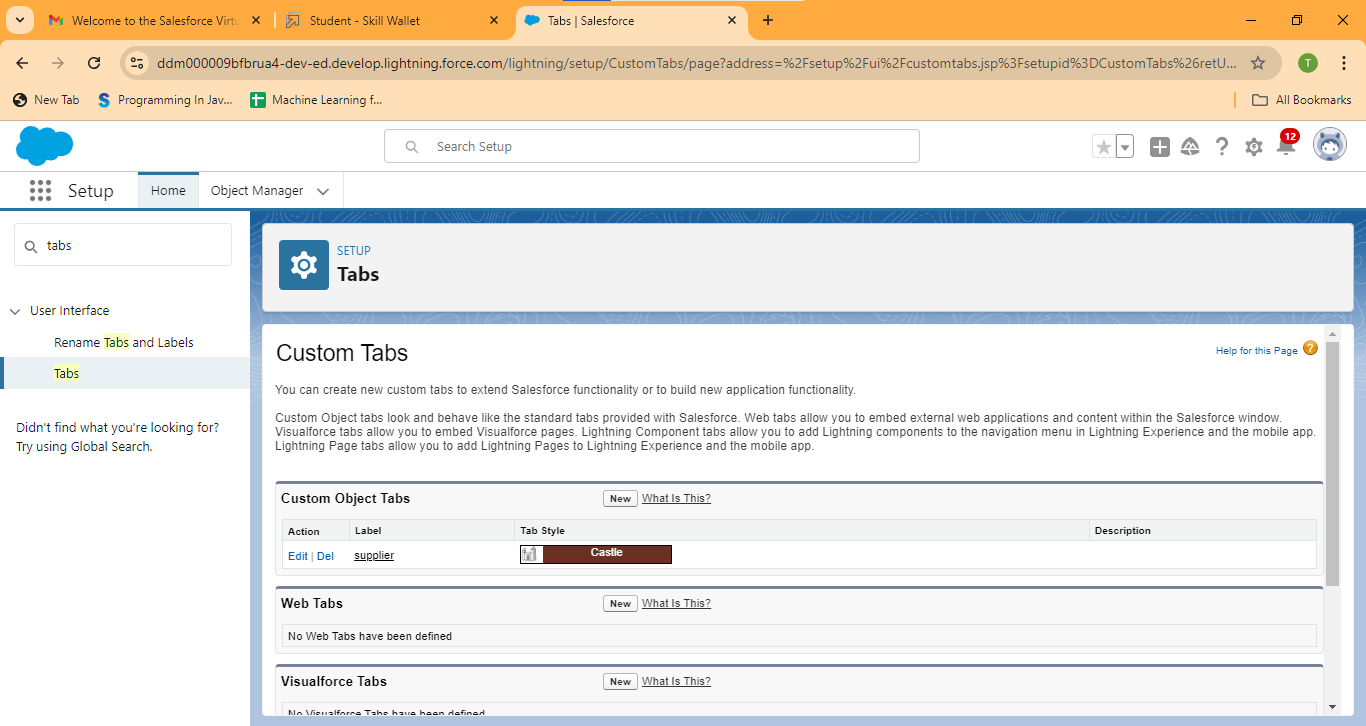 Welcome to the Salesforce Virtu
Student - Skill Wallet
Tabs | Salesforce
ddm000009bfbrua4-dev-ed.develop.lightning.force.com/lightning/setup/CustomTabs/page?address=%2Fsetup%2Fui%2Fcustomtabs.jsp%3Fsetupid%3DCustomTabs%26retU...
T
New Tab
Programming In Jav...
Machine Learning f...
All Bookmarks
Search Setup
12
Setup
Home
Object Manager
tabs
User Interface
Rename Tabs and Labels
Tabs
Didn't find what you're looking for?
Try using Global Search.
SETUP
Tabs
Custom Tabs
Help for this Page ?
You can create new custom tabs to extend Salesforce functionality or to build new application functionality.
Custom Object tabs look and behave like the standard tabs provided with Salesforce. Web tabs allow you to embed external web applications and content within the Salesforce window.
Visualforce tabs allow you to embed Visualforce pages. Lightning Component tabs allow you to add Lightning components to the navigation menu in Lightning Experience and the mobile app.
Lightning Page tabs allow you to add Lightning Pages to Lightning Experience and the mobile app.
Custom Object Tabs New What Is This?
Action Label Tab Style Description
Edit | Del supplier Castle
Web Tabs New What Is This?
No Web Tabs have been defined
Visualforce Tabs New What Is This?
No Visualforce Tabs have been defined